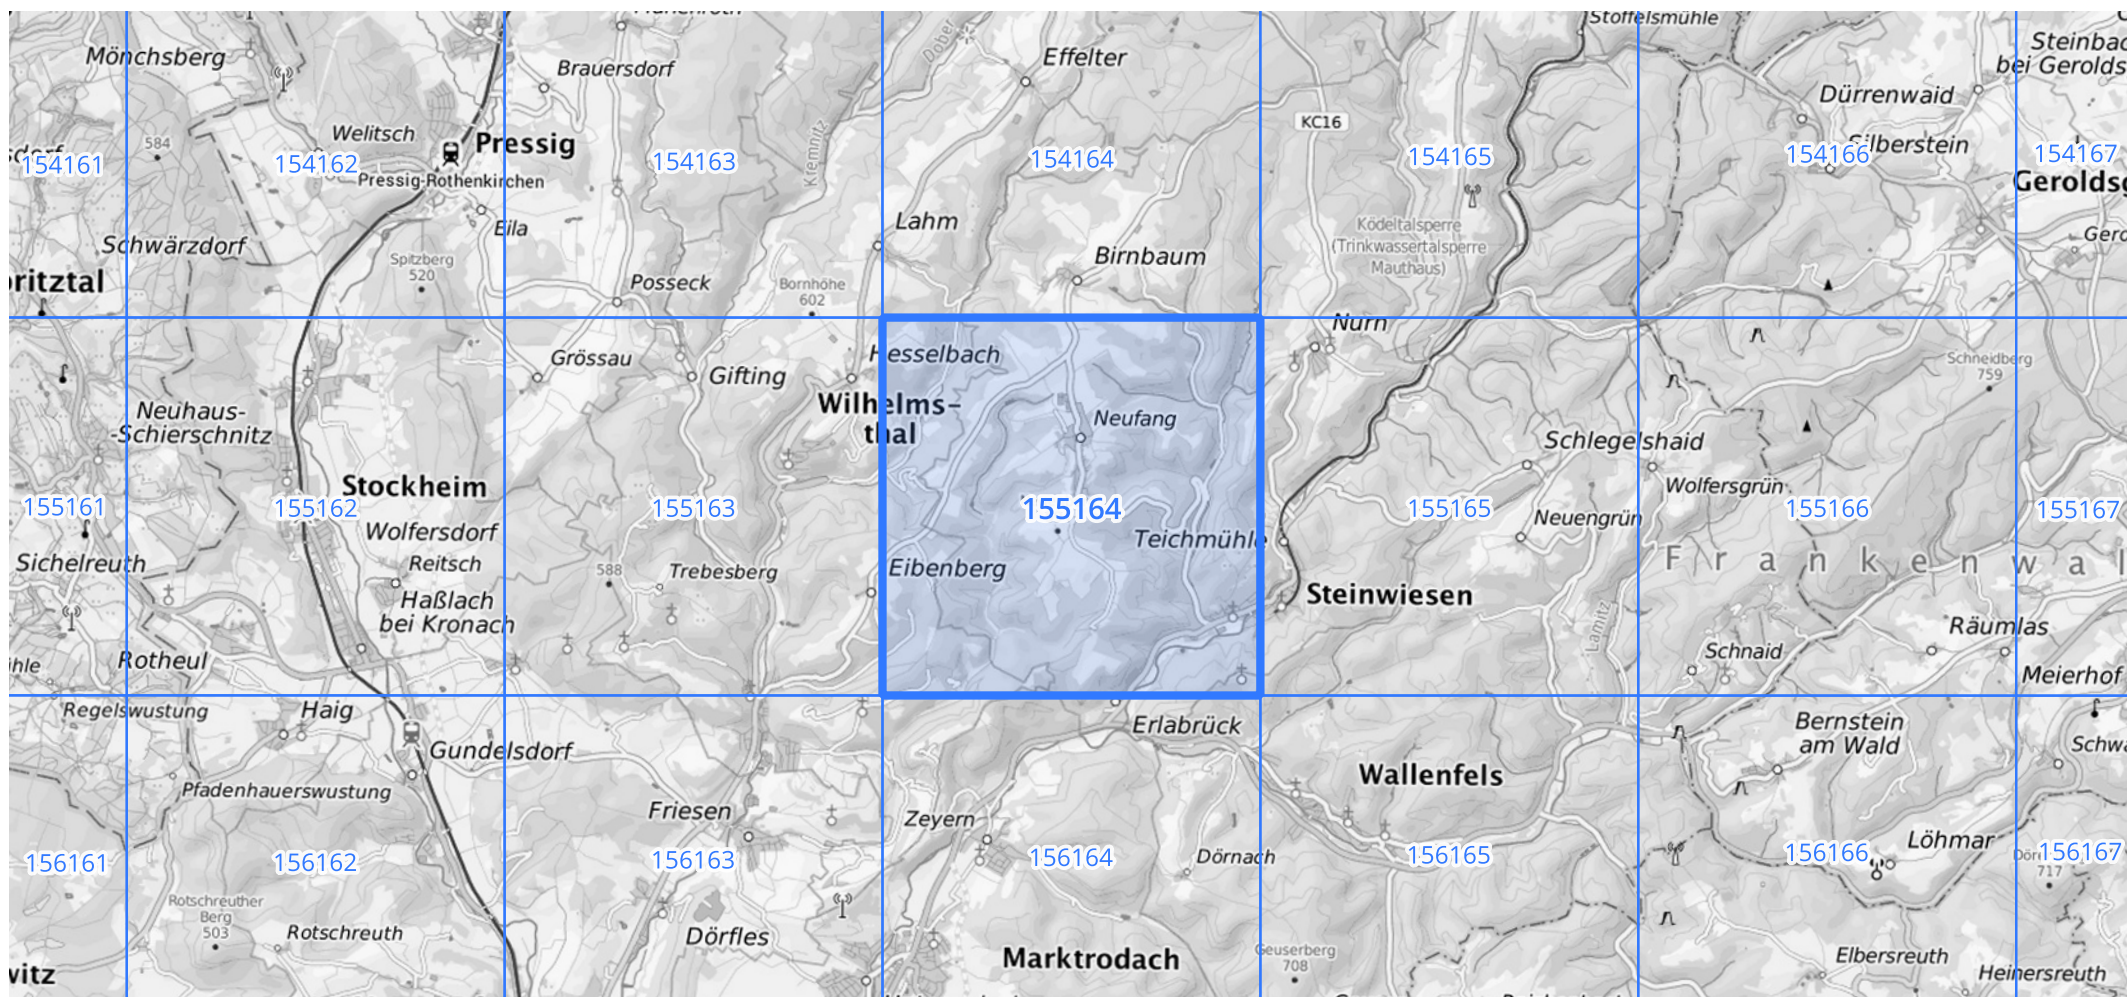 Mönchsberg
584
Welitsch
Pressig
Pressig-Rothenkirchen
154161
154162
Eila
Schwärzdorf
Spitzberg
520
Brauersdorf
Kremnitz
154163
Posseck
Bornhöhe
602
Dober
Effelter
154164
Lahm
Birnbaum
Stoffelsmühle
KC16
154165
Ködeltalsperre
(Trinkwassertalsperre
Mauthaus)
Dürrenwaid
Silberstein
154166
154167
Neuhaus-
-Schierschnitz
Stockheim
155161
155162
Wolfersdorf
Sichelreuth
Reitsch
Haßlach
bei Kronach
Rotheul
Grössau
Gifting
155163
588
Trebesberg
Hesselbach
Wilhelms-
thal
Neufang
155164
Teichmühle
Eibenberg
Nurn
Schlegelshaid
155165
Neuengrün
Steinwiesen
Lamitz
Schneidberg
759
Wolfersgrün
155166
155167
Frankenwal
Räumlas
Schnaid
Meierhof
Regelswustung
Haig
Gundelsdorf
Pfadenhauerswustung
156161
156162
Rotschreuther
Berg
503
Rotschreuth
Friesen
156163
Dörfles
Erlabrück
Zeyern
156164
Dörnach
Marktrodach
Wallenfels
156165
Geuserberg
708
Bernstein
am Wald
156166
Löhmar
156167
717
Elbersreuth
Heinersreuth